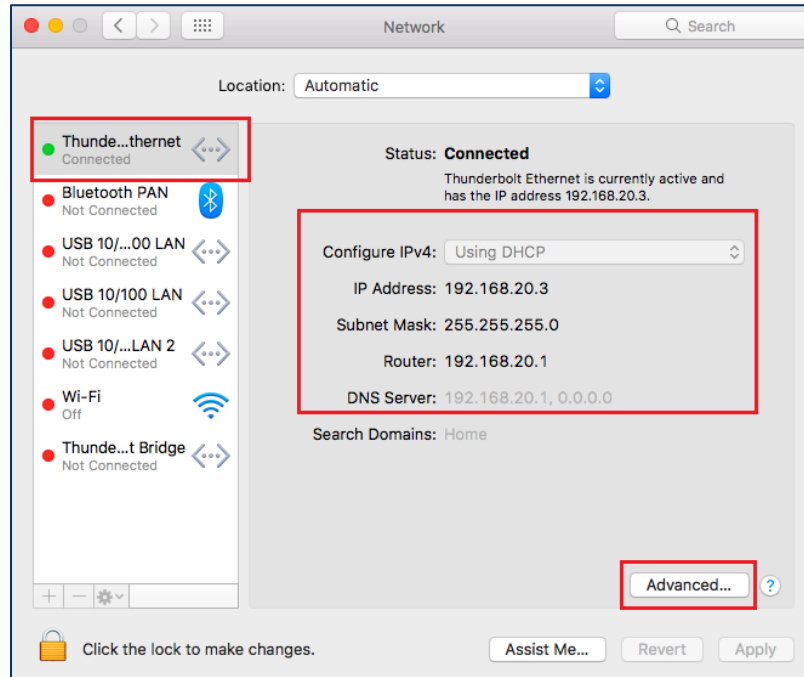 Network
Search
Location: Automatic
Thunde...thernet
Connected
Bluetooth PAN
Not Connected
USB 10/...00 LAN
Not Connected
USB 10/100 LAN
Not Connected
USB 10/...LAN 2
Not Connected
Wi-Fi
Off
Thunde...t Bridge
Not Connected
Status: Connected
Thunderbolt Ethernet is currently active and
has the IP address 192.168.20.3.
Configure IPv4: Using DHCP
IP Address: 192.168.20.3
Subnet Mask: 255.255.255.0
Router: 192.168.20.1
DNS Server: 192.168.20.1, 0.0.0.0
Search Domains: Home
Advanced... ?
Click the lock to make changes.
Assist Me... Revert Apply